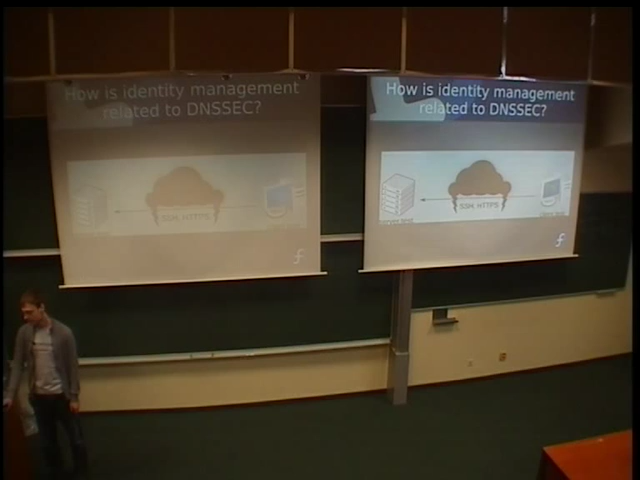 How is identity management
related to DNSSEC?
SSH, HTTPS
How is identity management
related to DNSSEC?
SSH, HTTPS